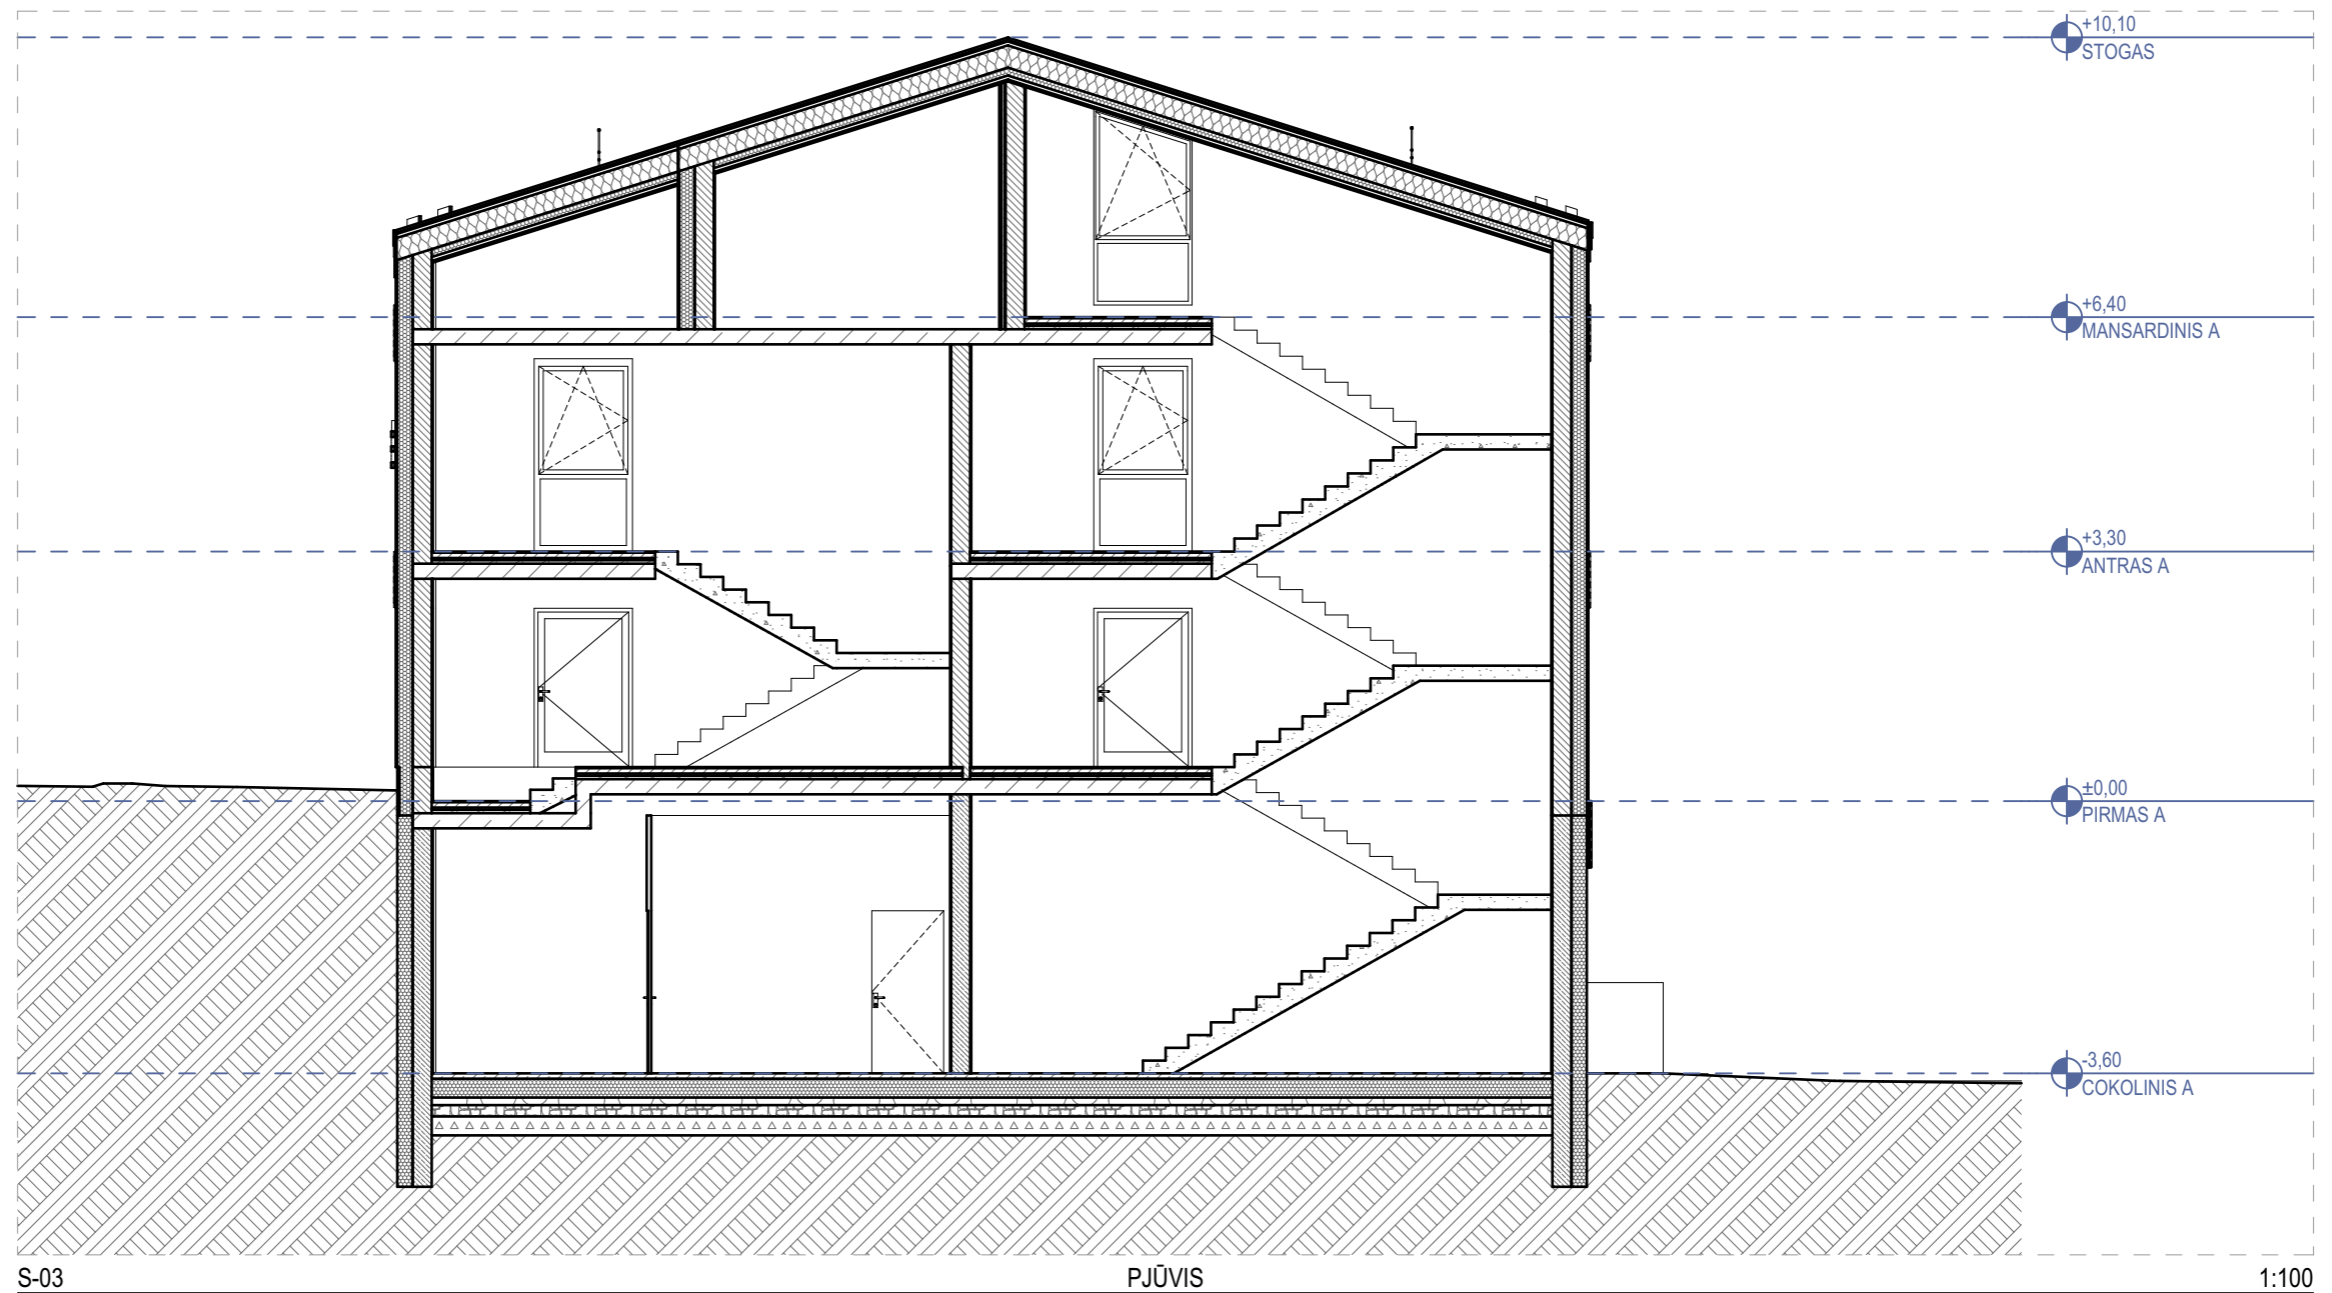 +10,10
STOGAS
+6,40
MANSARDINIS A
+3,30
ANTRAS A
±0,00
PIRMAS A
-3,60
COKOLINIS A
S-03
PJŪVIS
1:100